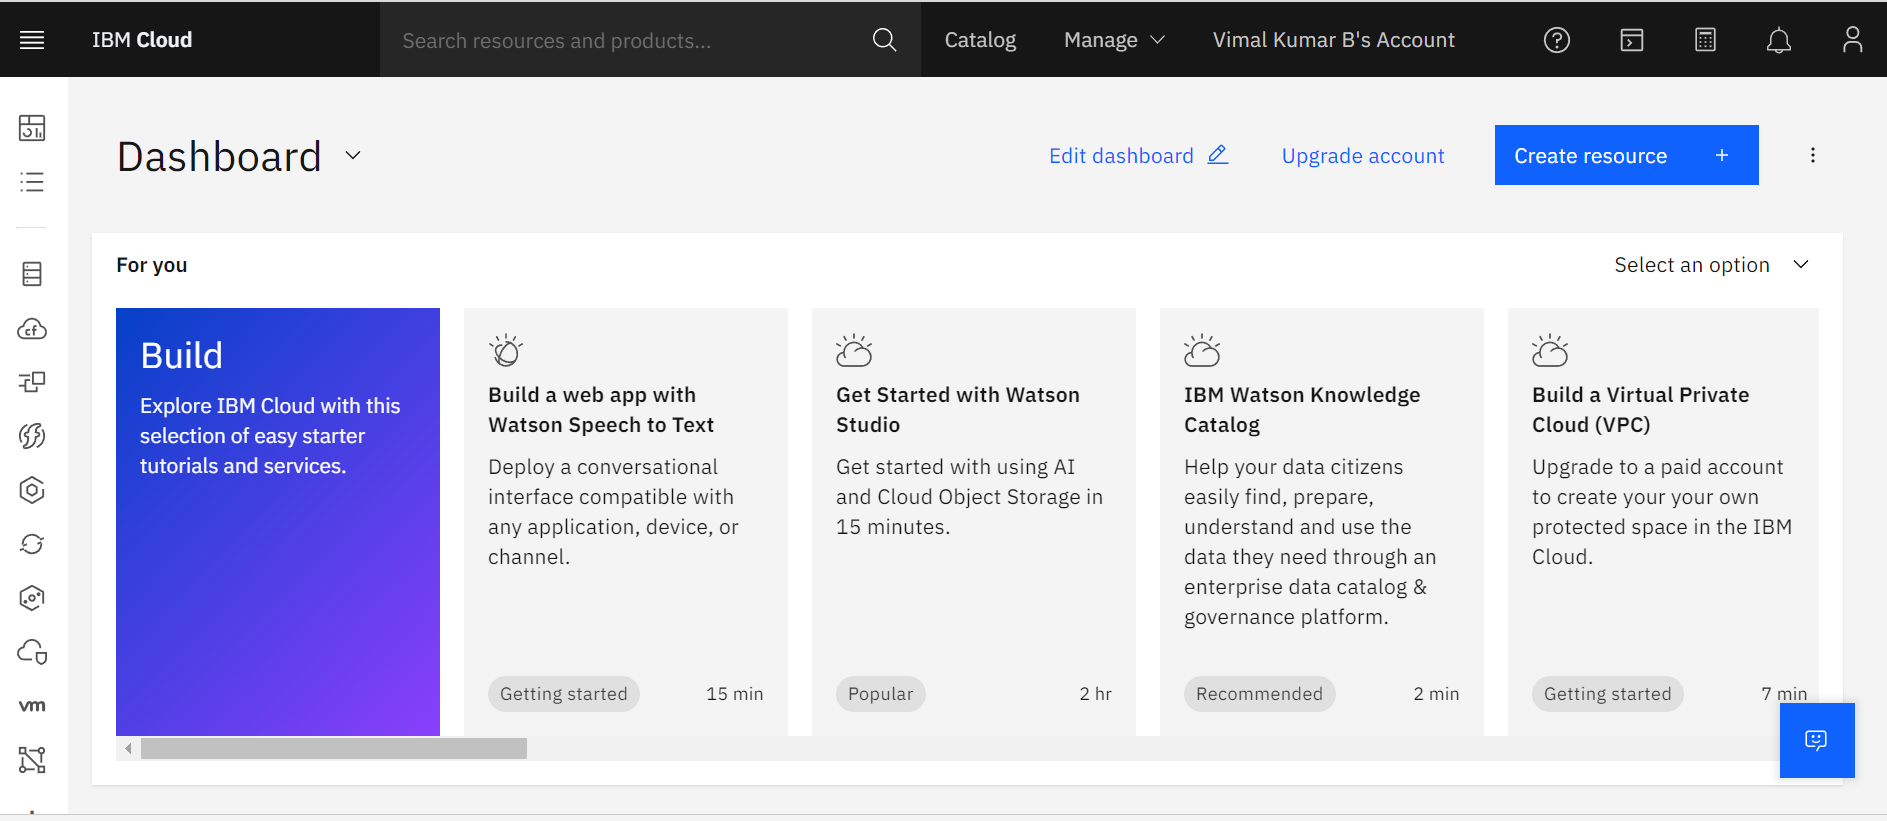 IBM Cloud
Search resources and products...
Catalog
Manage
Vimal Kumar B's Account
Dashboard
Edit dashboard
Upgrade account
Create resource +
For you
Select an option
Build
Explore IBM Cloud with this
selection of easy starter
tutorials and services.
Build a web app with
Watson Speech to Text
Deploy a conversational
interface compatible with
any application, device, or
channel.
Getting started
15 min
Get Started with Watson
Studio
Get started with using AI
and Cloud Object Storage in
15 minutes.
Popular
2 hr
IBM Watson Knowledge
Catalog
Help your data citizens
easily find, prepare,
understand and use the
data they need through an
enterprise data catalog &
governance platform.
Recommended
2 min
Build a Virtual Private
Cloud (VPC)
Upgrade to a paid account
to create your your own
protected space in the IBM
Cloud.
Getting started
7 min
cf
vm